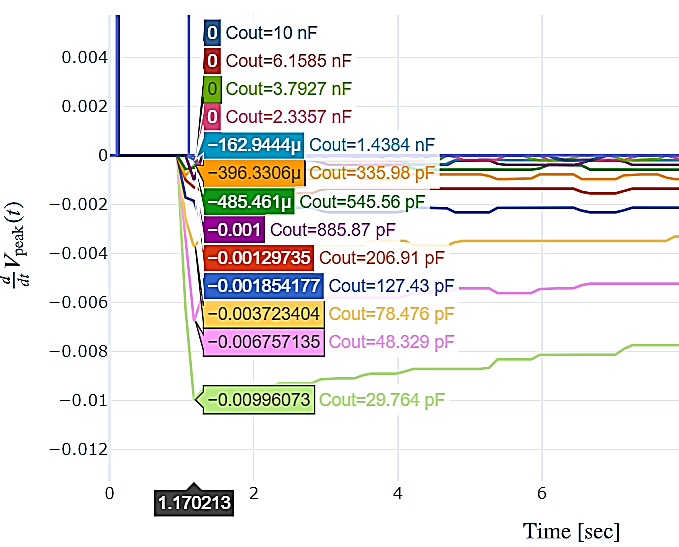 0 Cout=10 nF
0.004
0 Cout=6.1585 nF
0 Cout=3.7927 nF
0.002
0 Cout=2.3357 nF
−162.9444μ Cout=1.4384 nF
0
−396.3306μ Cout=335.98 pF
−0.002
−485.461μ Cout=545.56 pF
−0.001 Cout=885.87 pF
−0.004
−0.00129735 Cout=206.91 pF
−0.001854177 Cout=127.43 pF
−0.006
−0.003723404 Cout=78.476 pF
−0.006757135 Cout=48.329 pF
−0.008
−0.01
−0.00996073 Cout=29.764 pF
−0.012
d/dt Vpeak(t)
0 2 4 6
1.170213
Time [sec]